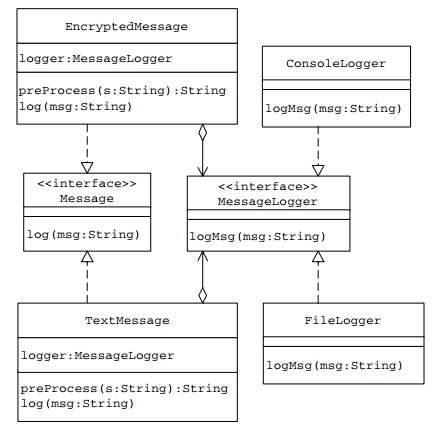 EncryptedMessage
logger:MessageLogger
preProcess(s:String):String
log(msg:String)
ConsoleLogger
logMsg(msg:String)
<<interface>>
Message
log(msg:String)
<<interface>>
MessageLogger
logMsg(msg:String)
TextMessage
logger:MessageLogger
preProcess(s:String):String
log(msg:String)
FileLogger
logMsg(msg:String)